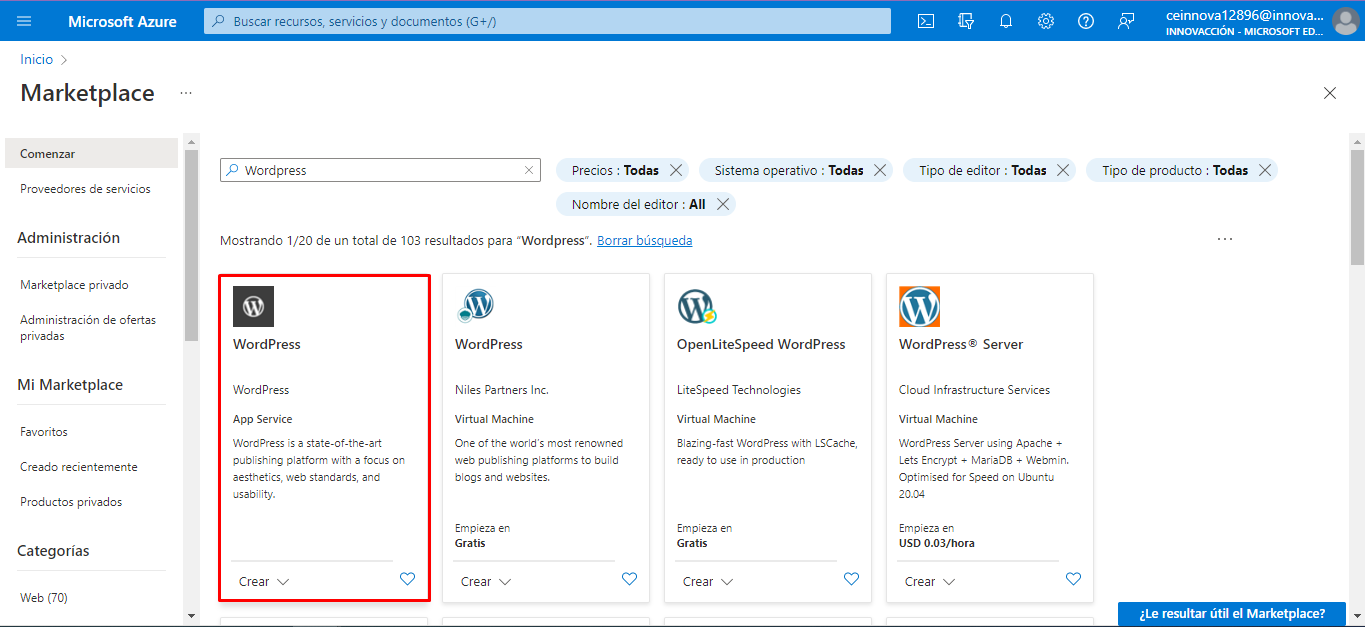 Microsoft Azure
Buscar recursos, servicios y documentos (G+/)
ceinnova12896@innova...
INNOVACCIÓN - MICROSOFT ED...
Inicio
Marketplace
...
Comenzar
Proveedores de servicios
Administración
Marketplace privado
Administración de ofertas
privadas
Mi Marketplace
Favoritos
Creado recientemente
Productos privados
Categorías
Web (70)
Wordpress
Precios : Todas
Sistema operativo : Todas
Tipo de editor : Todas
Tipo de producto : Todas
Nombre del editor : All
Mostrando 1/20 de un total de 103 resultados para “Wordpress”. Borrar búsqueda
...
WordPress
WordPress
App Service
WordPress is a state-of-the-art
publishing platform with a focus on
aesthetics, web standards, and
usability.
Crear
WordPress
Niles Partners Inc.
Virtual Machine
One of the world's most renowned
web publishing platforms to build
blogs and websites.
Empieza en
Gratis
Crear
OpenLiteSpeed WordPress
LiteSpeed Technologies
Virtual Machine
Blazing-fast WordPress with LSCache,
ready to use in production
Empieza en
Gratis
Crear
WordPress® Server
Cloud Infrastructure Services
Virtual Machine
WordPress Server using Apache +
Lets Encrypt + MariaDB + Webmin.
Optimised for Speed on Ubuntu
20.04
Empieza en
USD 0.03/hora
Crear
¿Le resultar útil el Marketplace?